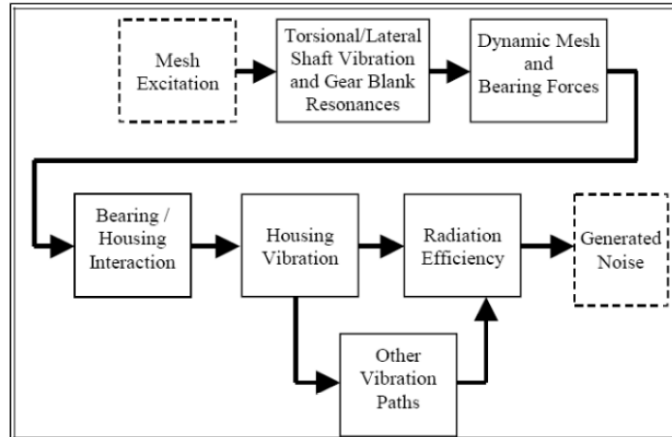 Mesh
Excitation
Torsional/Lateral
Shaft Vibration
and Gear Blank
Resonances
Dynamic Mesh
and
Bearing Forces
Bearing /
Housing
Interaction
Housing
Vibration
Radiation
Efficiency
Generated
Noise
Other
Vibration
Paths